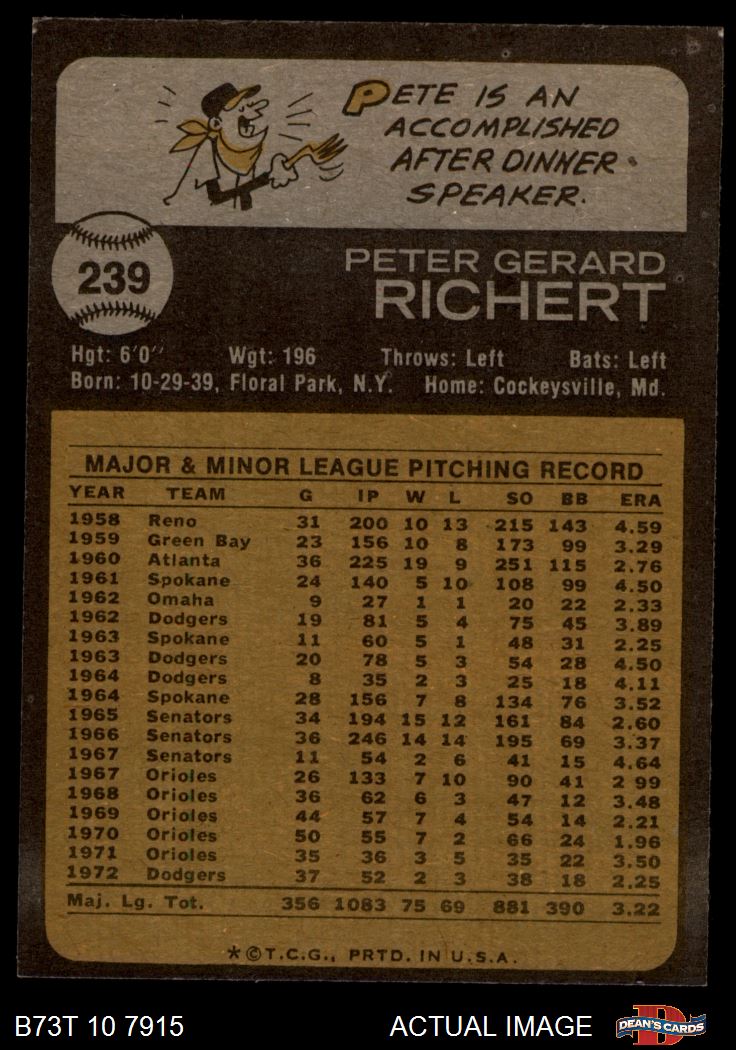 PETE IS AN
ACCOMPLISHED
AFTER DINNER
SPEAKER.
239
PETER GERARD
RICHERT
Hgt: 6'0" Wgt: 196 Throws: Left Bats: Left
Born: 10-29-39, Floral Park, N.Y. Home: Cockeysville, Md.
MAJOR & MINOR LEAGUE PITCHING RECORD
YEAR TEAM G IP W L SO BB ERA
1958 Reno 31 200 10 13 215 143 4.59
1959 Green Bay 23 156 10 8 173 99 3.29
1960 Atlanta 36 225 19 9 251 115 2.76
1961 Spokane 24 140 5 10 108 99 4.50
1962 Omaha 9 27 1 1 20 22 2.33
1962 Dodgers 19 81 5 4 75 45 3.89
1963 Spokane 11 60 5 1 48 31 2.25
1963 Dodgers 20 78 5 3 54 28 4.50
1964 Dodgers 8 35 2 3 25 18 4.11
1964 Spokane 28 156 7 8 134 76 3.52
1965 Senators 34 194 15 12 161 84 2.60
1966 Senators 36 246 14 14 195 69 3.37
1967 Senators 11 54 2 6 41 15 4.64
1967 Orioles 26 133 7 10 90 41 2 99
1968 Orioles 36 62 6 3 47 12 3.48
1969 Orioles 44 57 7 4 54 14 2.21
1970 Orioles 50 55 7 2 66 24 1.96
1971 Orioles 35 36 3 5 35 22 3.50
1972 Dodgers 37 52 2 3 38 18 2.25
Maj. Lg. Tot. 356 1083 75 69 881 390 3.22
*©T.C.G., PRTD. IN U.S.A.
B73T 10 7915 ACTUAL IMAGE D DEAN'S CARDS